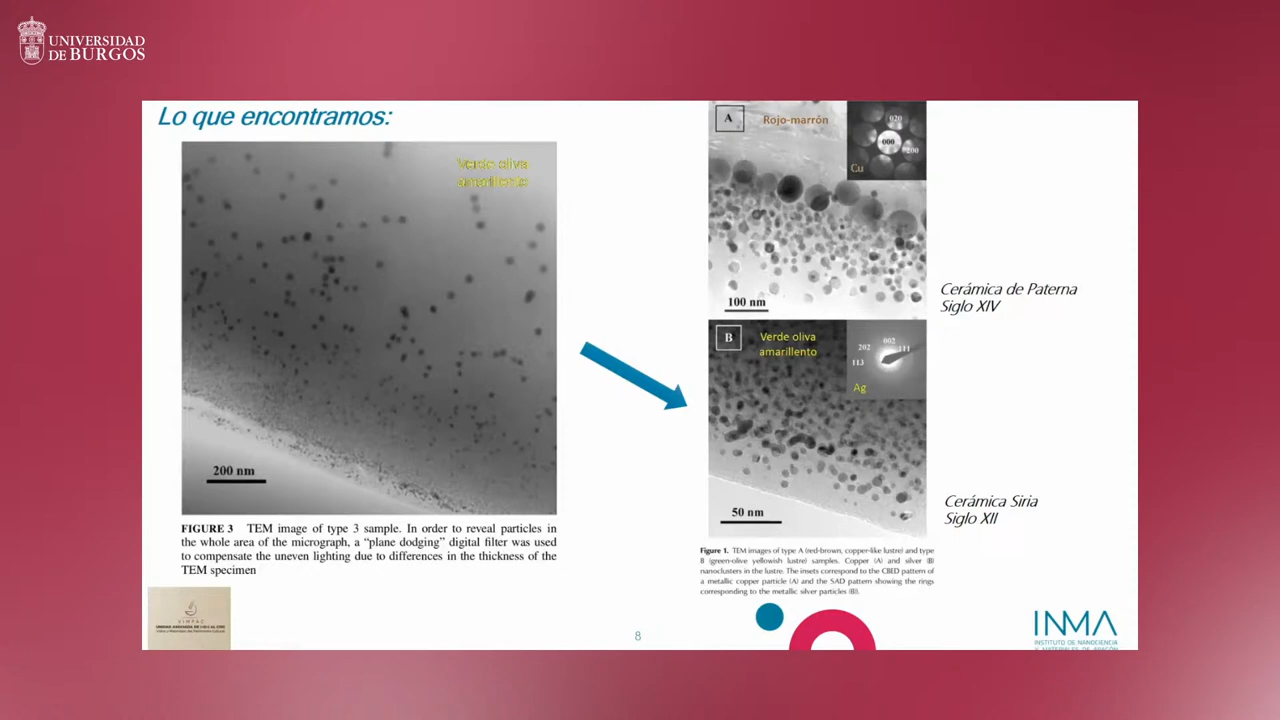 UNIVERSIDAD
DE BURGOS
Lo que encontramos:
Verde oliva
amarillento
200 nm
FIGURE 3 TEM image of type 3 sample. In order to reveal particles in
the whole area of the micrograph, a “plane dodging” digital filter was used
to compensate the uneven lighting due to differences in the thickness of the
TEM specimen
A
Rojo-marrón
020
000
200
Cu
100 nm
Cerámica de Paterna
Siglo XIV
B
Verde oliva
amarillento
202
002
111
113
Ag
50 nm
Cerámica Siria
Siglo XII
Figure 1. TEM images of type A (red-brown, copper-like lustre) and type
B (green-olive yellowish lustre) samples. Copper (A) and silver (B)
nanoclusters in the lustre. The insets correspond to the CBED pattern of
a metallic copper particle (A) and the SAD pattern showing the rings
corresponding to the metallic silver particles (B).
8
INMA
INSTITUTO DE NANOCIENCIA
Y MATERIALES DE ARAGÓN